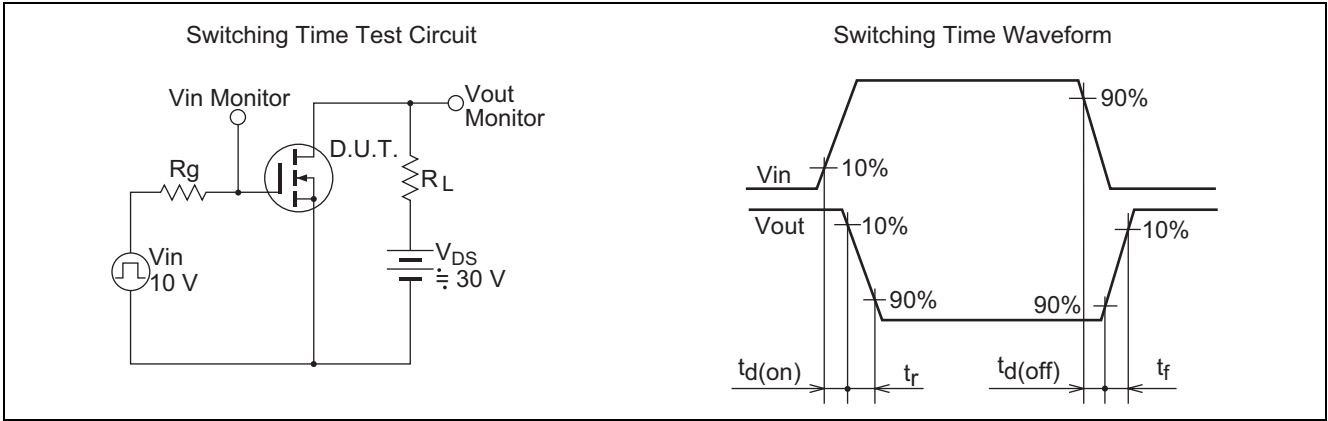 Switching Time Test Circuit
Vin Monitor
Vout
Monitor
D.U.T.
Rg
RL
Vin
10 V
VDS
≒ 30 V
Switching Time Waveform
90%
10%
Vin
Vout
10%
10%
90%
90%
td(on)
tr
td(off)
tf